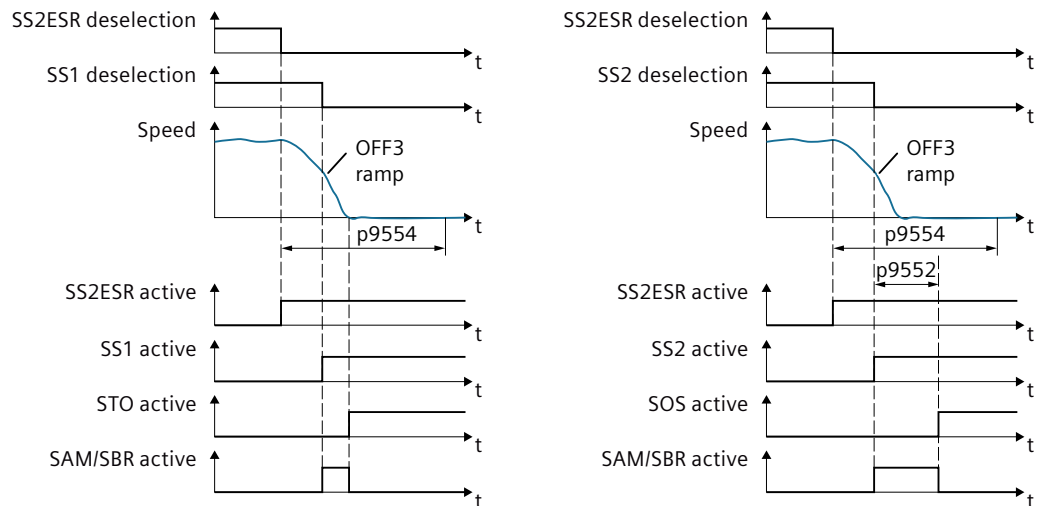 SS2ESR deselection
t
SS1 deselection
t
Speed
OFF3
ramp
t
p9554
SS2ESR active
t
SS1 active
t
STO active
t
SAM/SBR active
t
SS2ESR deselection
t
SS2 deselection
t
Speed
OFF3
ramp
t
p9554
p9552
SS2ESR active
t
SS2 active
t
SOS active
t
SAM/SBR active
t